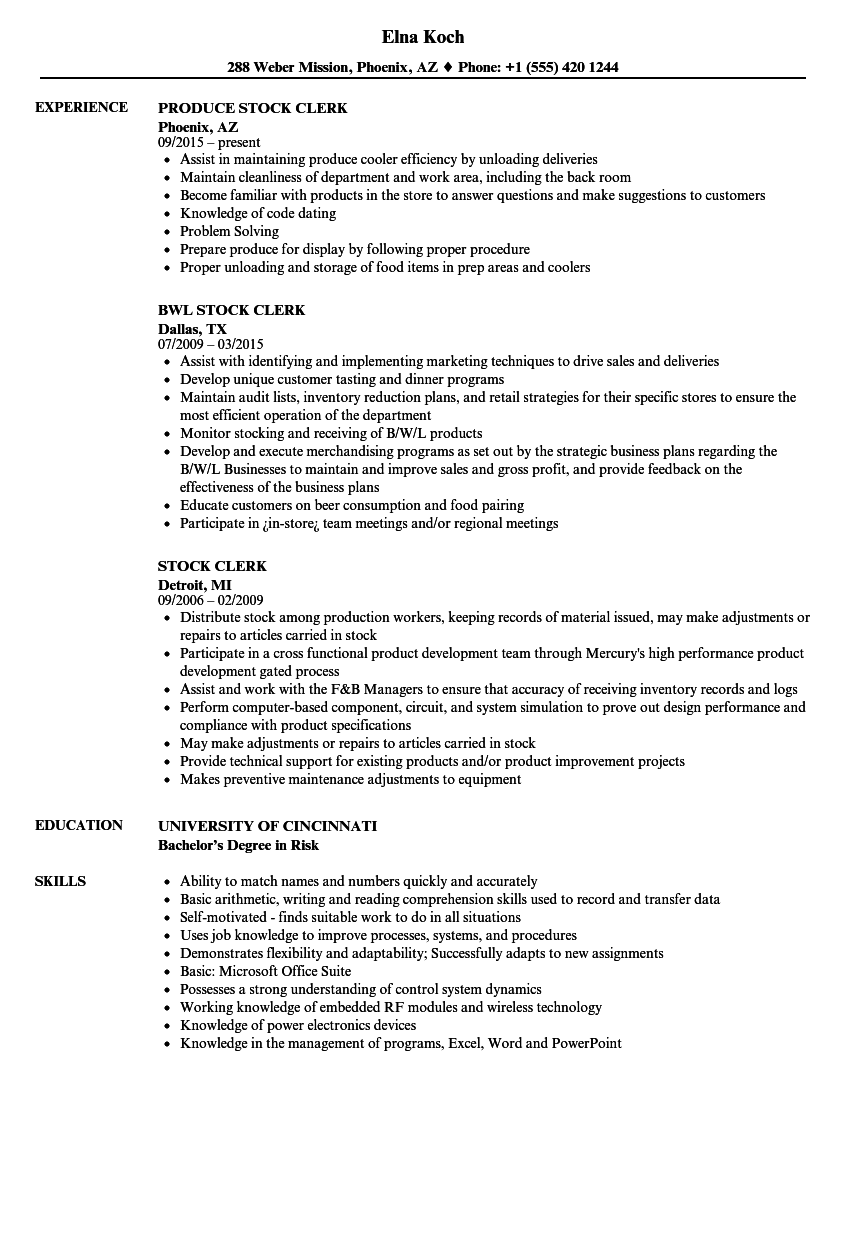 Elna Koch
288 Weber Mission, Phoenix, AZ ♦ Phone: +1 (555) 420 1244
EXPERIENCE
PRODUCE STOCK CLERK
Phoenix, AZ
09/2015 – present
• Assist in maintaining produce cooler efficiency by unloading deliveries
• Maintain cleanliness of department and work area, including the back room
• Become familiar with products in the store to answer questions and make suggestions to customers
• Knowledge of code dating
• Problem Solving
• Prepare produce for display by following proper procedure
• Proper unloading and storage of food items in prep areas and coolers
BWL STOCK CLERK
Dallas, TX
07/2009 – 03/2015
• Assist with identifying and implementing marketing techniques to drive sales and deliveries
• Develop unique customer tasting and dinner programs
• Maintain audit lists, inventory reduction plans, and retail strategies for their specific stores to ensure the
most efficient operation of the department
• Monitor stocking and receiving of B/W/L products
• Develop and execute merchandising programs as set out by the strategic business plans regarding the
B/W/L Businesses to maintain and improve sales and gross profit, and provide feedback on the
effectiveness of the business plans
• Educate customers on beer consumption and food pairing
• Participate in ¿in-store¿ team meetings and/or regional meetings
STOCK CLERK
Detroit, MI
09/2006 – 02/2009
• Distribute stock among production workers, keeping records of material issued, may make adjustments or
repairs to articles carried in stock
• Participate in a cross functional product development team through Mercury's high performance product
development gated process
• Assist and work with the F&B Managers to ensure that accuracy of receiving inventory records and logs
• Perform computer-based component, circuit, and system simulation to prove out design performance and
compliance with product specifications
• May make adjustments or repairs to articles carried in stock
• Provide technical support for existing products and/or product improvement projects
• Makes preventive maintenance adjustments to equipment
EDUCATION
UNIVERSITY OF CINCINNATI
Bachelor's Degree in Risk
SKILLS
• Ability to match names and numbers quickly and accurately
• Basic arithmetic, writing and reading comprehension skills used to record and transfer data
• Self-motivated - finds suitable work to do in all situations
• Uses job knowledge to improve processes, systems, and procedures
• Demonstrates flexibility and adaptability; Successfully adapts to new assignments
• Basic: Microsoft Office Suite
• Possesses a strong understanding of control system dynamics
• Working knowledge of embedded RF modules and wireless technology
• Knowledge of power electronics devices
• Knowledge in the management of programs, Excel, Word and PowerPoint